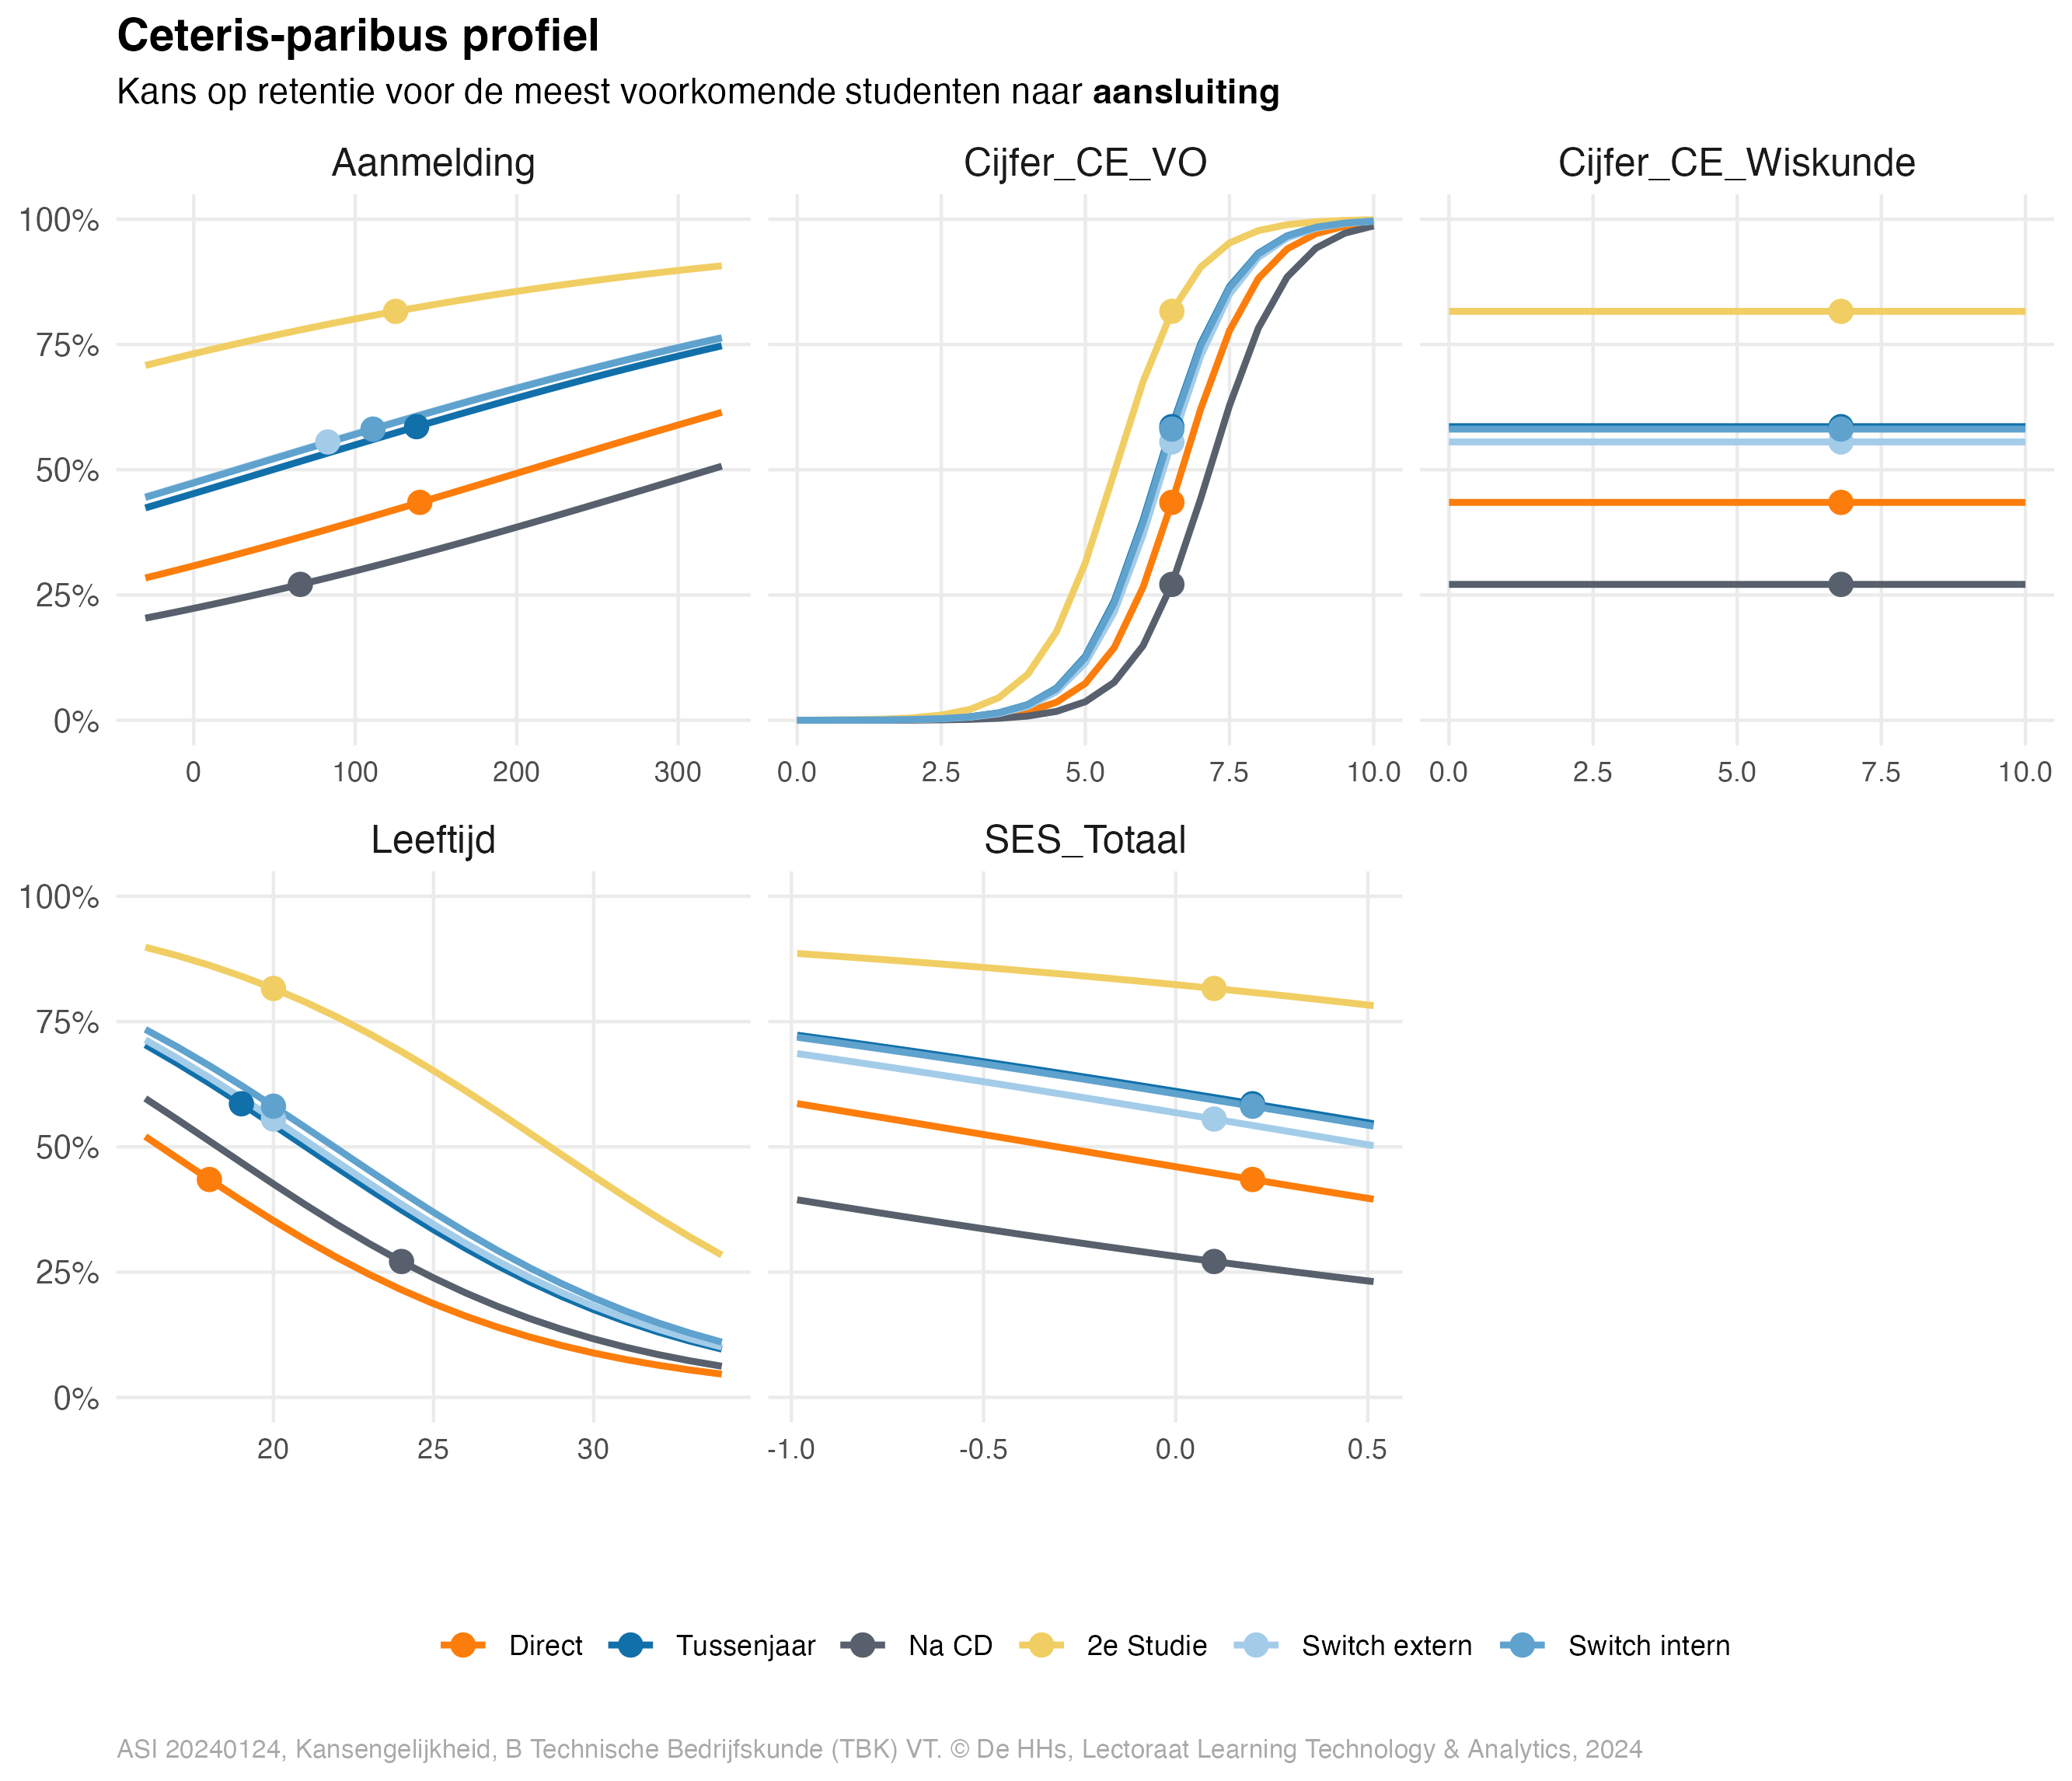 Ceteris-paribus profiel
Kans op retentie voor de meest voorkomende studenten naar aansluiting
Aanmelding Cijfer_CE_VO Cijfer_CE_Wiskunde
100%
75%
50%
25%
0%
0 100 200 300 0.0 2.5 5.0 7.5 10.0 0.0 2.5 5.0 7.5 10.0
Leeftijd SES_Totaal
100%
75%
50%
25%
0%
20 25 30 -1.0 -0.5 0.0 0.5
Direct Tussenjaar Na CD 2e Studie Switch extern Switch intern
ASI 20240124, Kansengelijkheid, B Technische Bedrijfskunde (TBK) VT. © De HHs, Lectoraat Learning Technology & Analytics, 2024